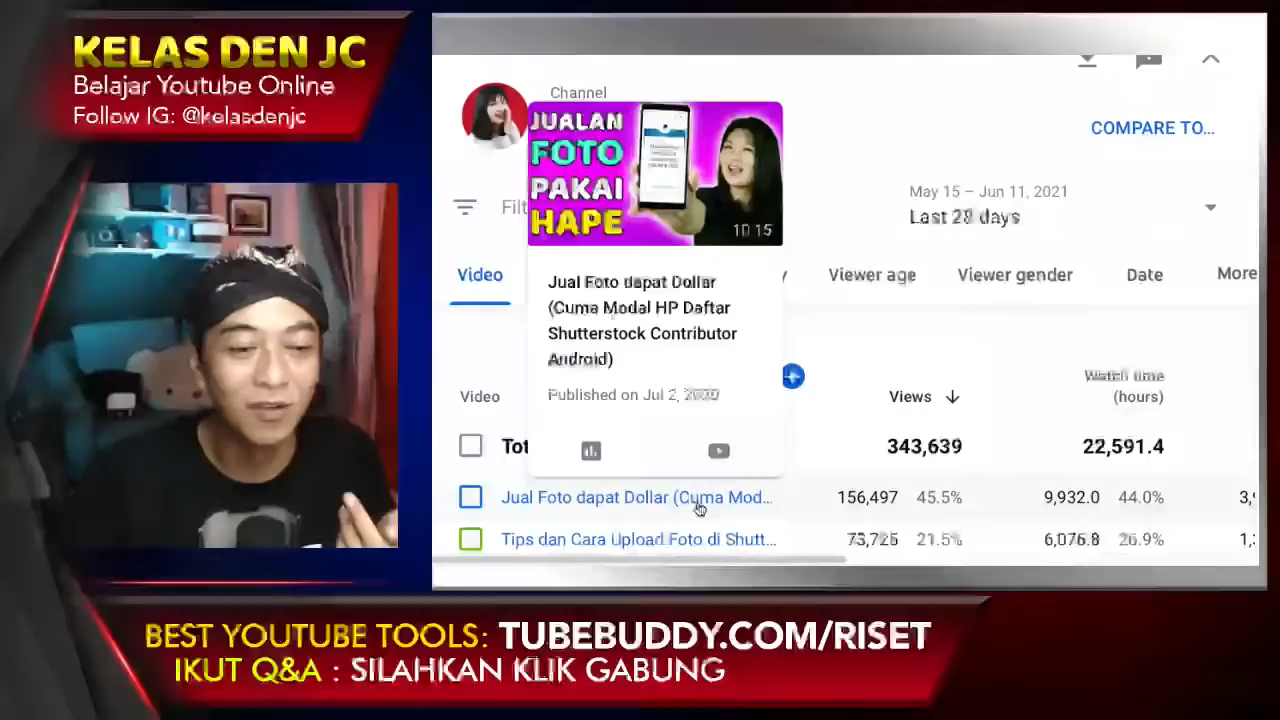 KELAS DEN JC
Belajar Youtube Online
Follow IG: @kelasdenjc
Channel
COMPARE TO...
JUALAN
FOTO
PAKAI
HAPE
10:15
May 15 – Jun 11, 2021
Filt
Last 28 days
Video
Viewer age
Viewer gender
Date
More
Jual Foto dapat Dollar
(Cuma Modal HP Daftar
Shutterstock Contributor
Android)
Published on Jul 2, 2020
Video
Views
Watch time
(hours)
Tot
343,639
22,591.4
Jual Foto dapat Dollar (Cuma Mod...
156,497 45.5%
9,932.0 44.0%
3,
Tips dan Cara Upload Foto di Shutt...
73,725 21.5%
6,076.8 26.9%
1,
BEST YOUTUBE TOOLS: TUBEBUDDY.COM/RISET
IKUT Q&A : SILAHKAN KLIK GABUNG